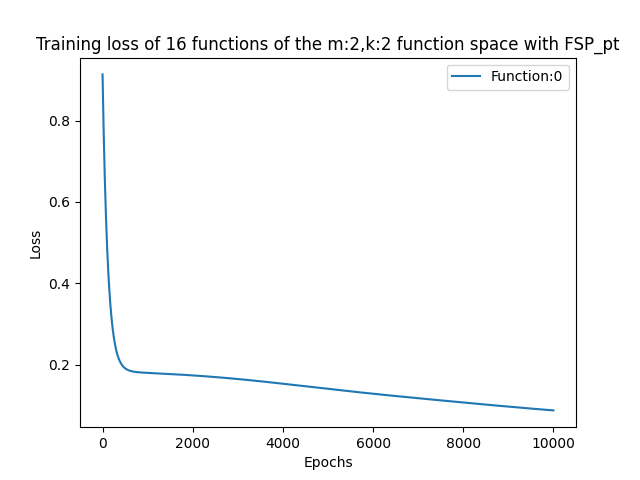 Training loss of 16 functions of the m:2,k:2 function space with FSP_pt
Function:0
Loss
0.8
0.6
0.4
0.2
0 2000 4000 6000 8000 10000
Epochs